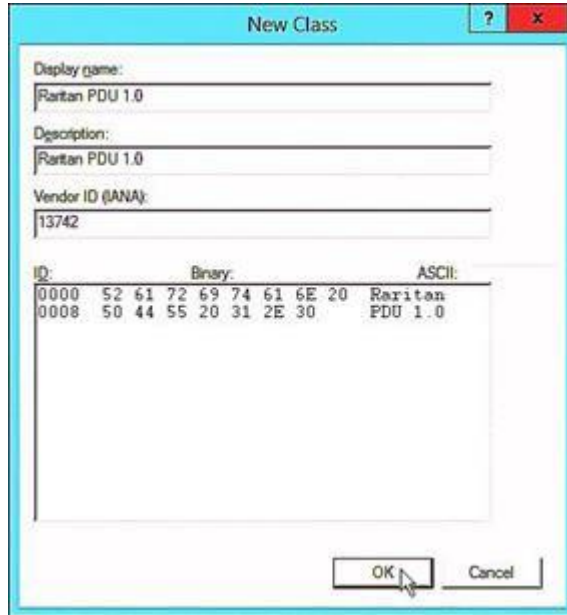 New Class
? x
Display name:
Raritan PDU 1.0
Description:
Raritan PDU 1.0
Vendor ID (IANA):
13742
ID: Binary: ASCII:
0000 52 61 72 69 74 61 6E 20 Raritan
0008 50 44 55 20 31 2E 30 PDU 1.0
OK Cancel